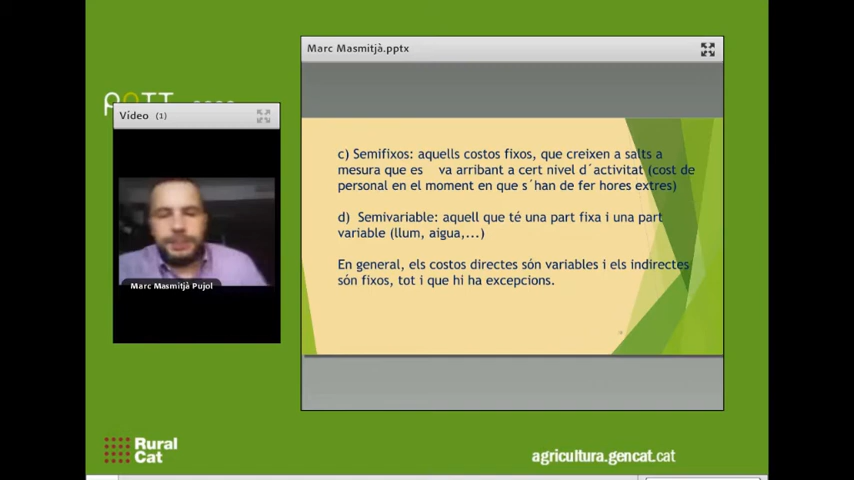 Marc Masmitjà.pptx
Vídeo (1)
c) Semifixos: aquells costos fixos, que creixen a salts a
mesura que es va arribant a cert nivel d´activitat (cost de
personal en el moment en que s´han de fer hores extres)
d) Semivariable: aquell que té una part fixa i una part
variable (llum, aigua,...)
En general, els costos directes són variables i els indirectes
són fixos, tot i que hi ha excepcions.
Marc Masmitjà Pujol
Rural
Cat
agricultura.gencat.cat